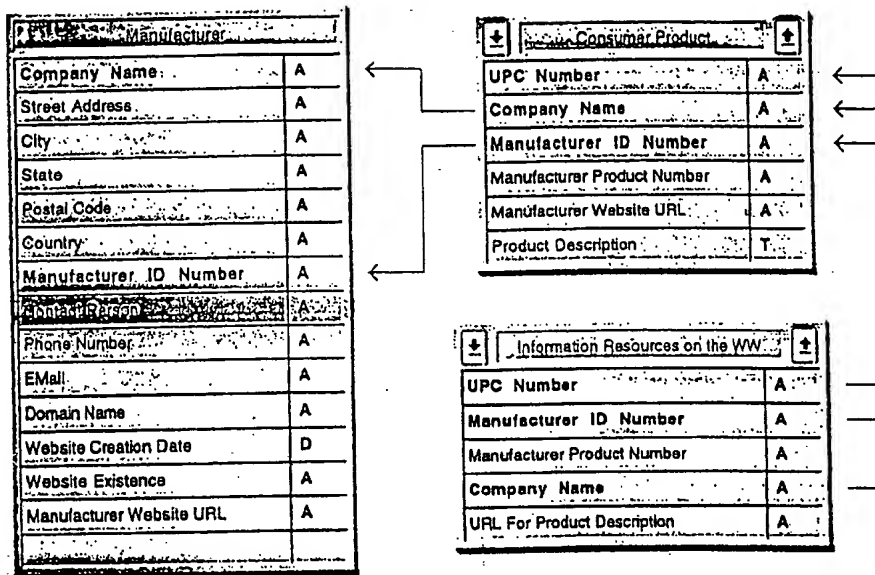 Manufacturer
Company Name A
Street Address A
City A
State A
Postal Code A
Country A
Manufacturer ID Number A
Contact Person A
Phone Number A
EMail A
Domain Name A
Website Creation Date D
Website Existence A
Manufacturer Website URL A
Consumer Product
UPC Number A
Company Name A
Manufacturer ID Number A
Manufacturer Product Number A
Manufacturer Website URL A
Product Description T
Information Resources on the WW
UPC Number A
Manufacturer ID Number A
Manufacturer Product Number A
Company Name A
URL For Product Description A